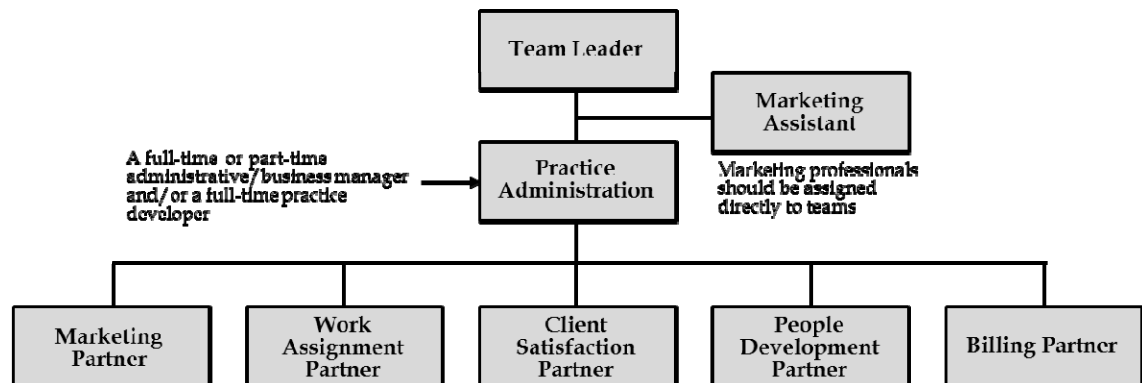 Team Leader
Marketing
Assistant
A full-time or part-time
administrative/business manager
and/or a full-time practice
developer
Practice
Administration
Marketing professionals
should be assigned
directly to teams
Marketing
Partner
Work
Assignment
Partner
Client
Satisfaction
Partner
People
Development
Partner
Billing Partner